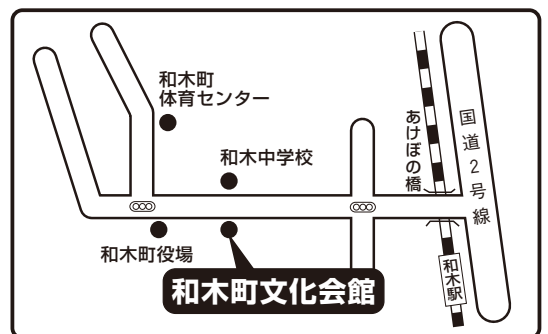 和木町
体育センター
和木中学校
あけぼの橋
国道2号線
和木町役場
和木駅
和木町文化会館